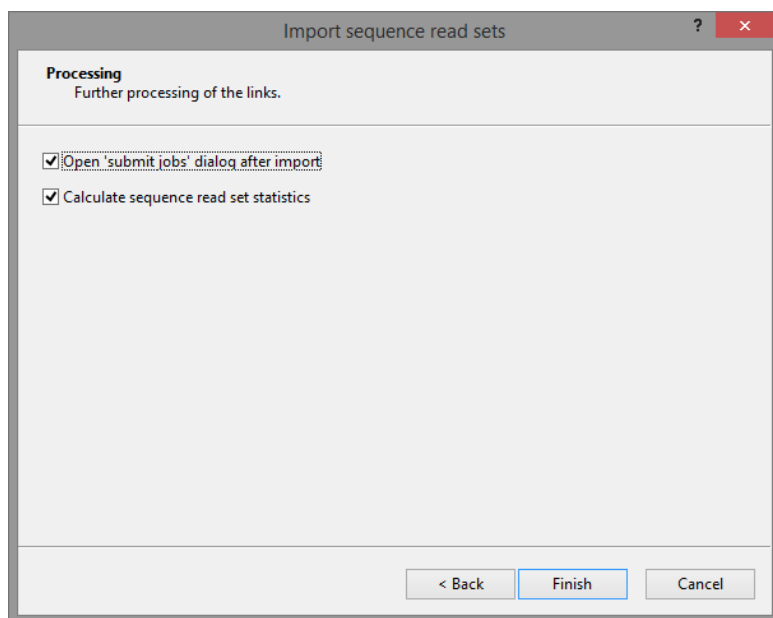 Import sequence read sets
?
Processing
Further processing of the links.
Open 'submit jobs' dialog after import
Calculate sequence read set statistics
< Back Finish Cancel